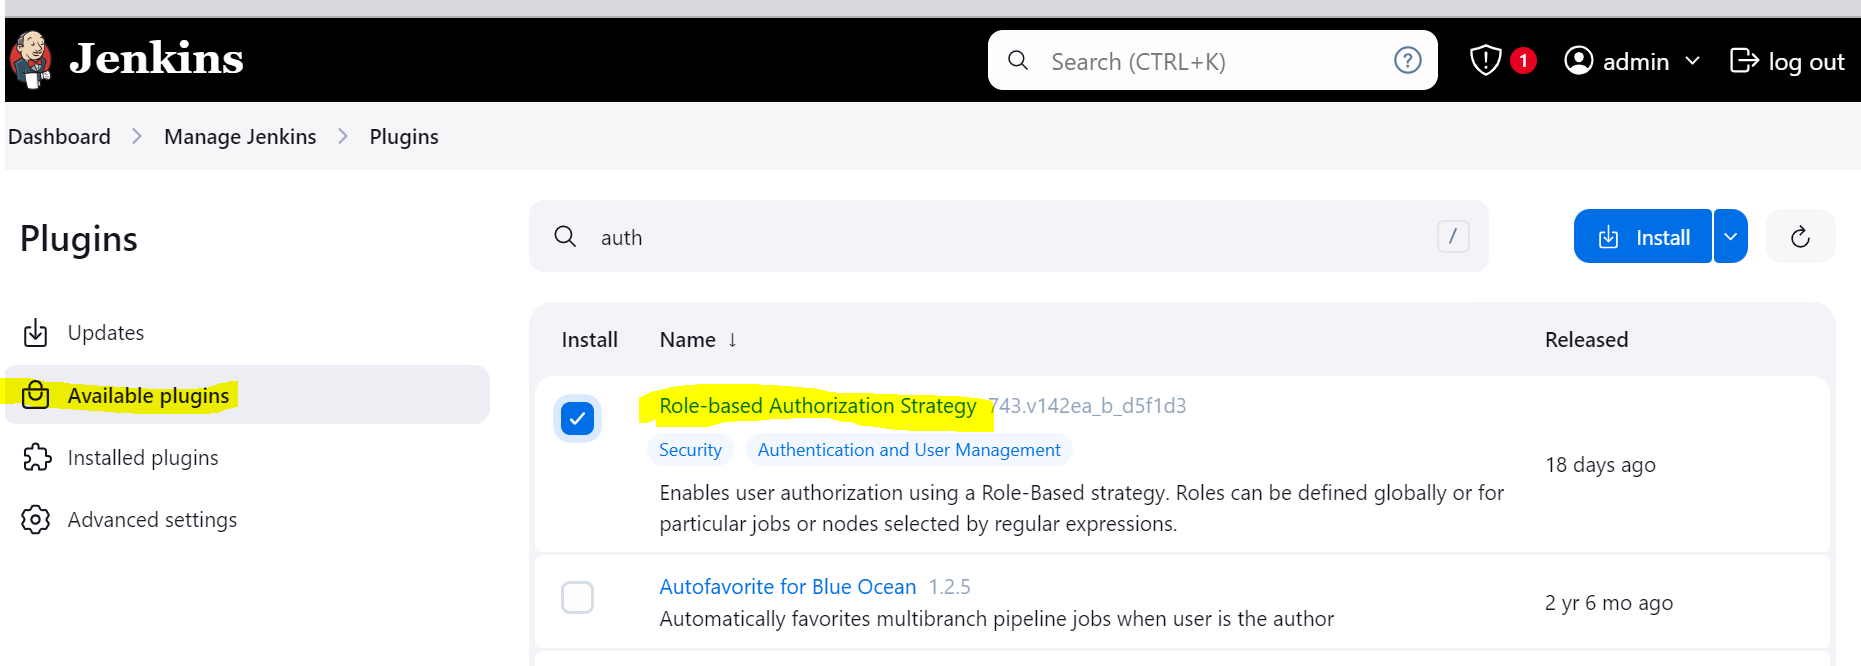 Jenkins
Search (CTRL+K)
?
1
admin
log out
Dashboard > Manage Jenkins > Plugins
Plugins
auth
/
Install
Updates
Available plugins
Installed plugins
Advanced settings
Install Name ↓ Released
Role-based Authorization Strategy 743.v142ea_b_d5f1d3
Security Authentication and User Management
18 days ago
Enables user authorization using a Role-Based strategy. Roles can be defined globally or for
particular jobs or nodes selected by regular expressions.
Autofavorite for Blue Ocean 1.2.5
2 yr 6 mo ago
Automatically favorites multibranch pipeline jobs when user is the author